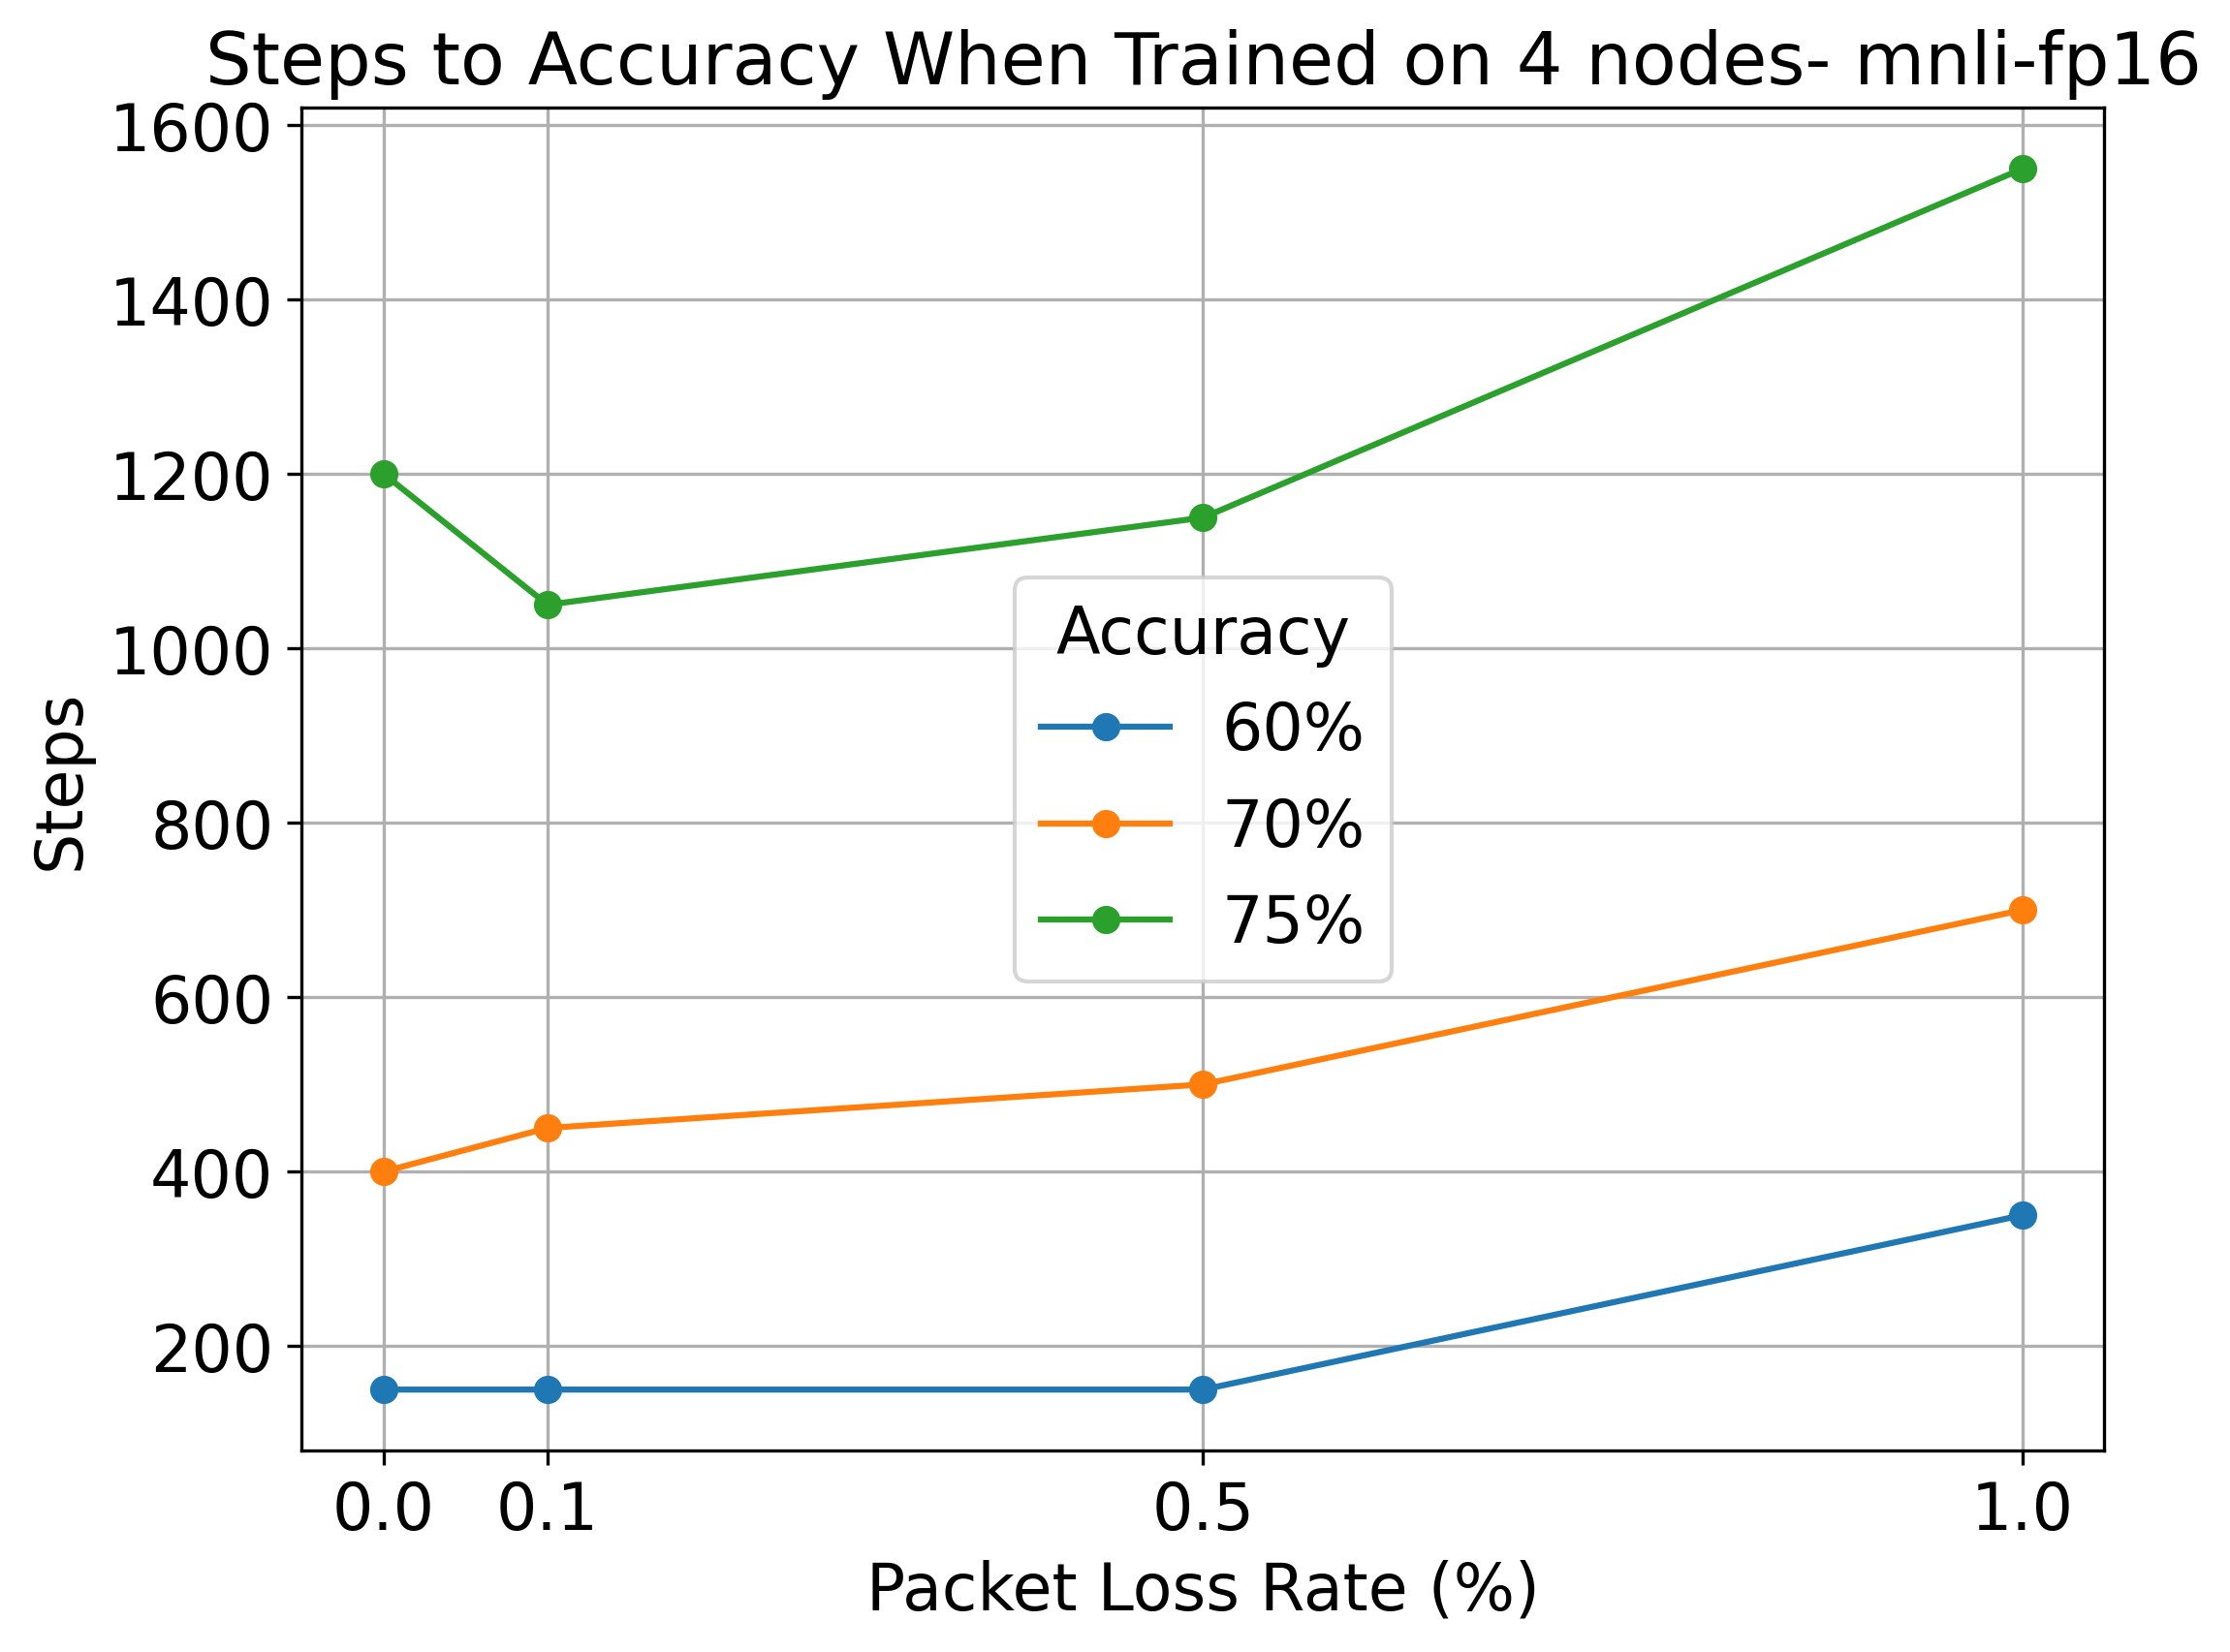 Steps to Accuracy When Trained on 4 nodes- mnli-fp16
1600
1400
1200
1000
800
600
400
200
Steps
Accuracy
60%
70%
75%
0.0 0.1 0.5 1.0
Packet Loss Rate (%)